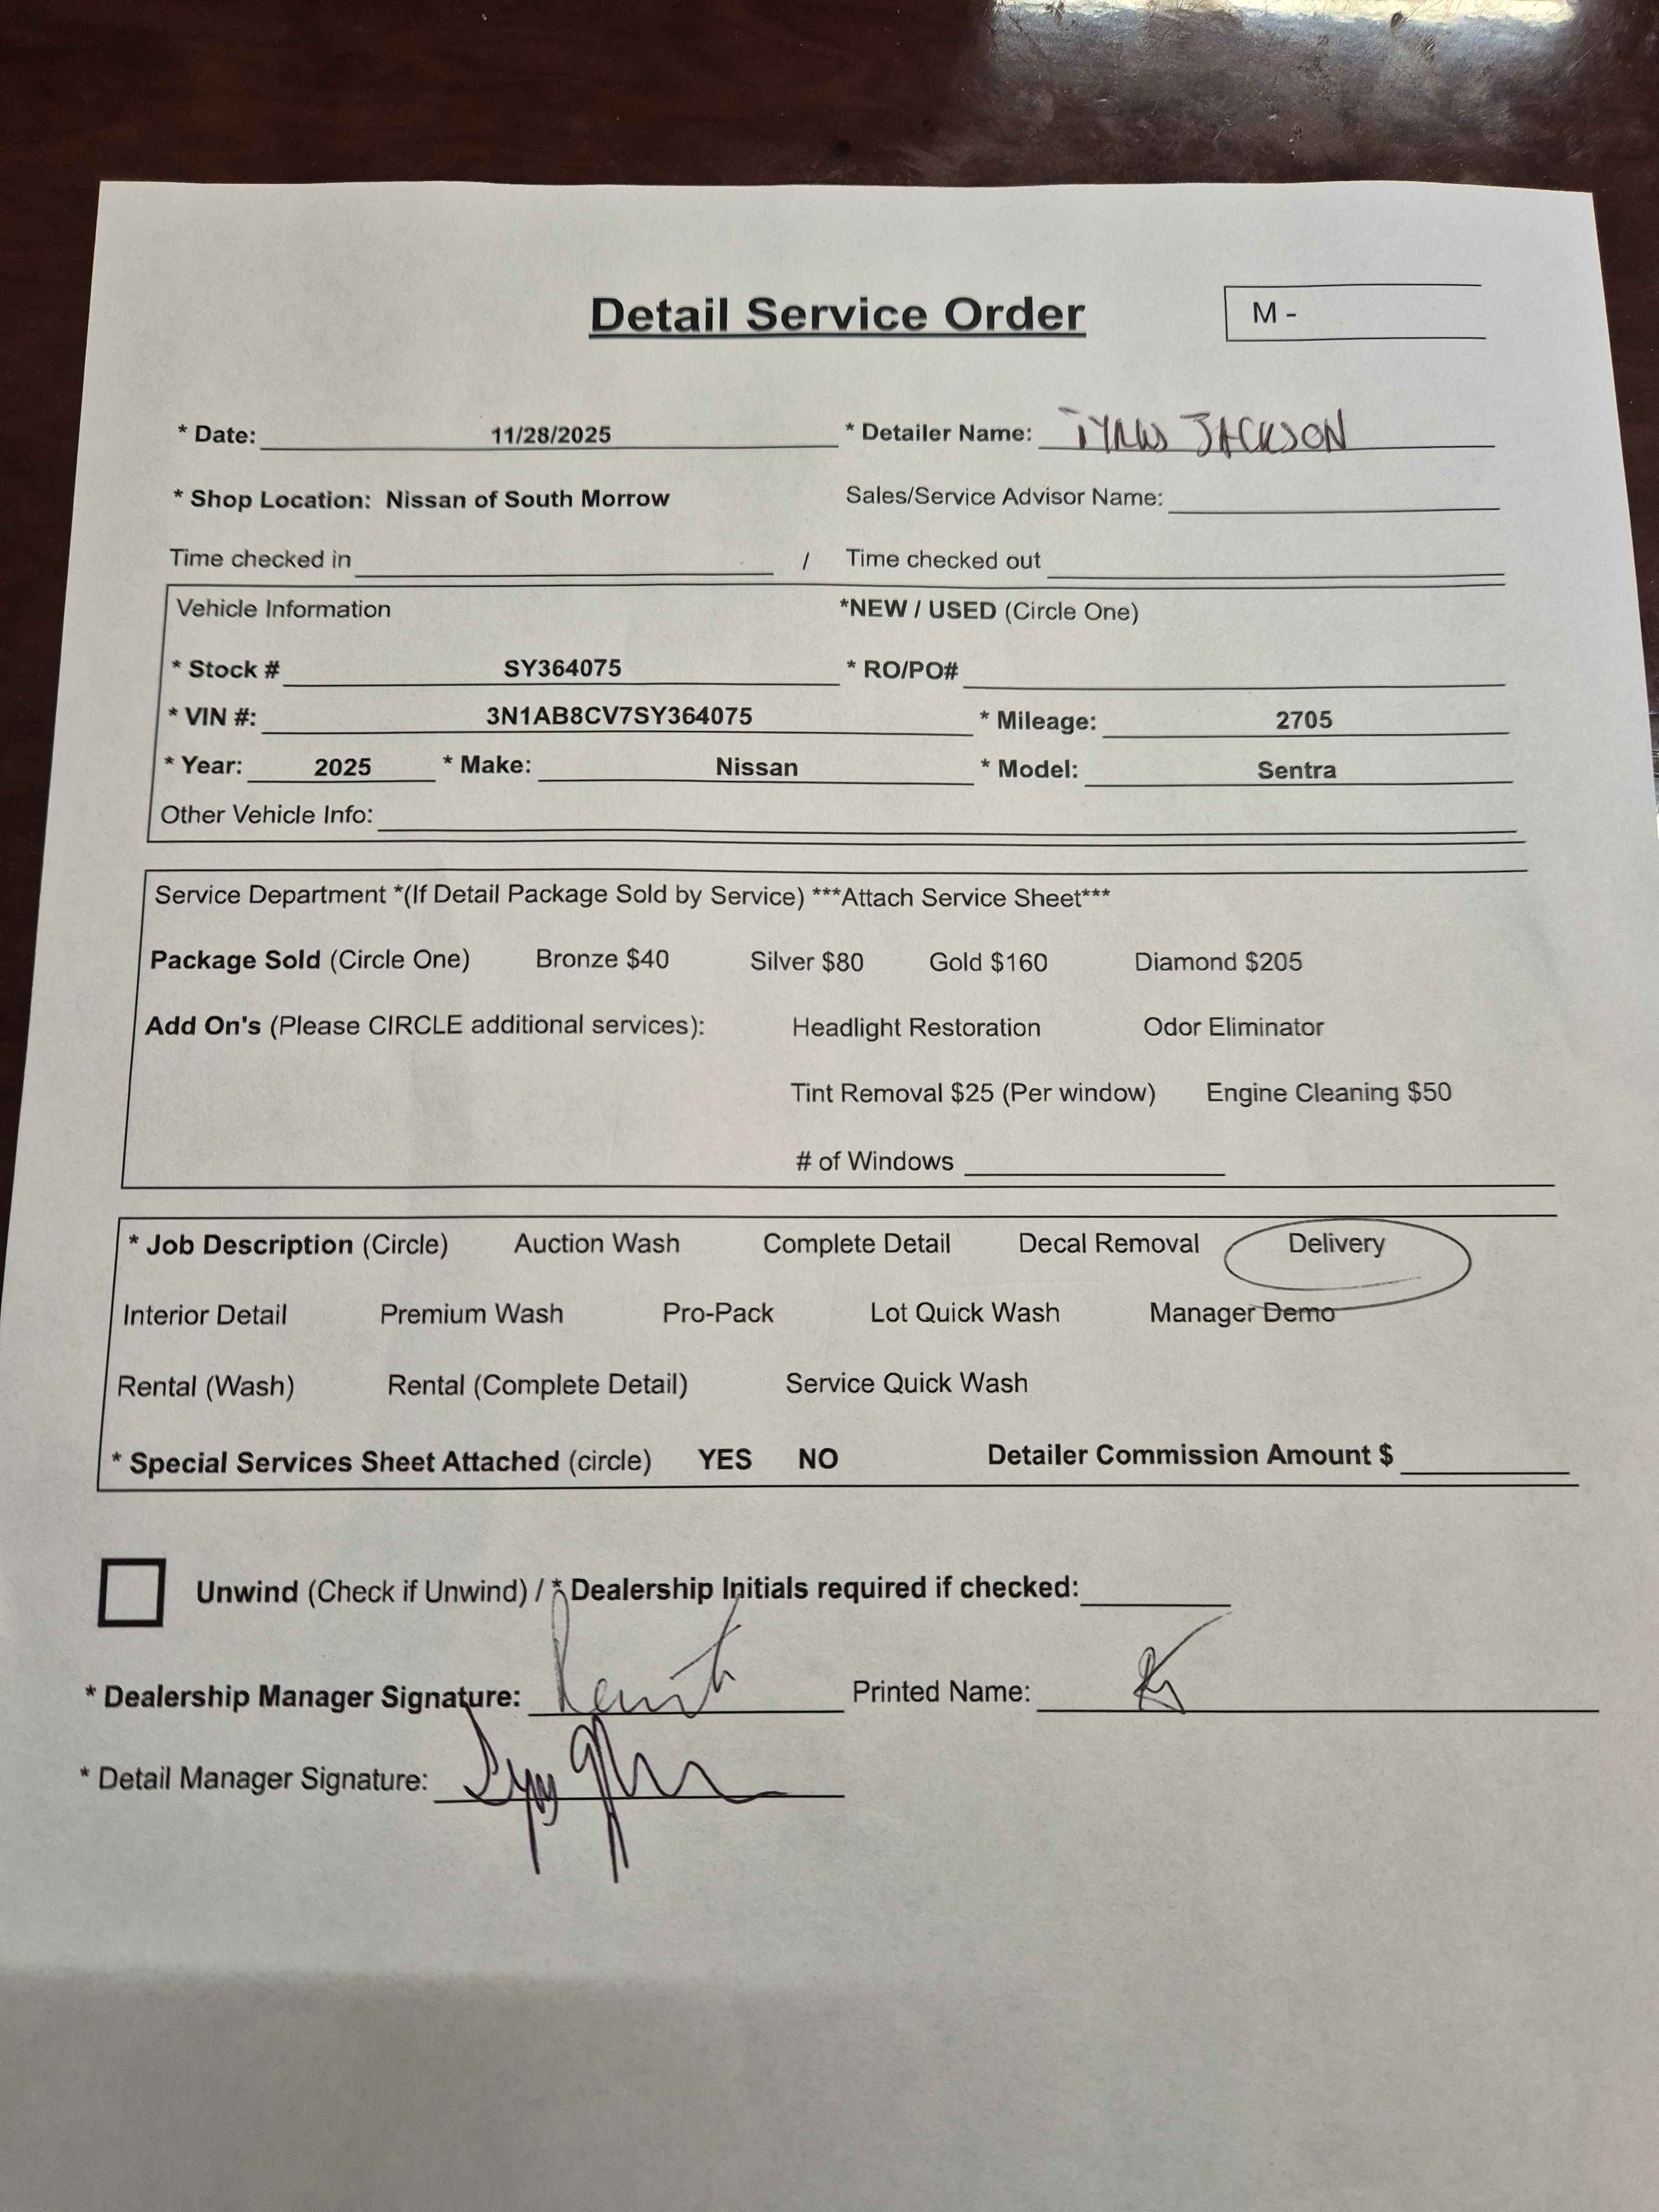 Detail Service Order
M -
* Date: 11/28/2025 * Detailer Name: JACKSON
* Shop Location: Nissan of South Morrow Sales/Service Advisor Name:
Time checked in / Time checked out
Vehicle Information *NEW / USED (Circle One)
* Stock # SY364075 * RO/PO#
* VIN #: 3N1AB8CV7SY364075 * Mileage: 2705
* Year: 2025 * Make: Nissan * Model: Sentra
Other Vehicle Info:
Service Department *(If Detail Package Sold by Service) ***Attach Service Sheet***
Package Sold (Circle One) Bronze $40 Silver $80 Gold $160 Diamond $205
Add On's (Please CIRCLE additional services): Headlight Restoration Odor Eliminator
Tint Removal $25 (Per window) Engine Cleaning $50
# of Windows
* Job Description (Circle) Auction Wash Complete Detail Decal Removal Delivery
Interior Detail Premium Wash Pro-Pack Lot Quick Wash Manager Demo
Rental (Wash) Rental (Complete Detail) Service Quick Wash
* Special Services Sheet Attached (circle) YES NO Detailer Commission Amount $
Unwind (Check if Unwind) / * Dealership Initials required if checked:
* Dealership Manager Signature: Printed Name:
* Detail Manager Signature: